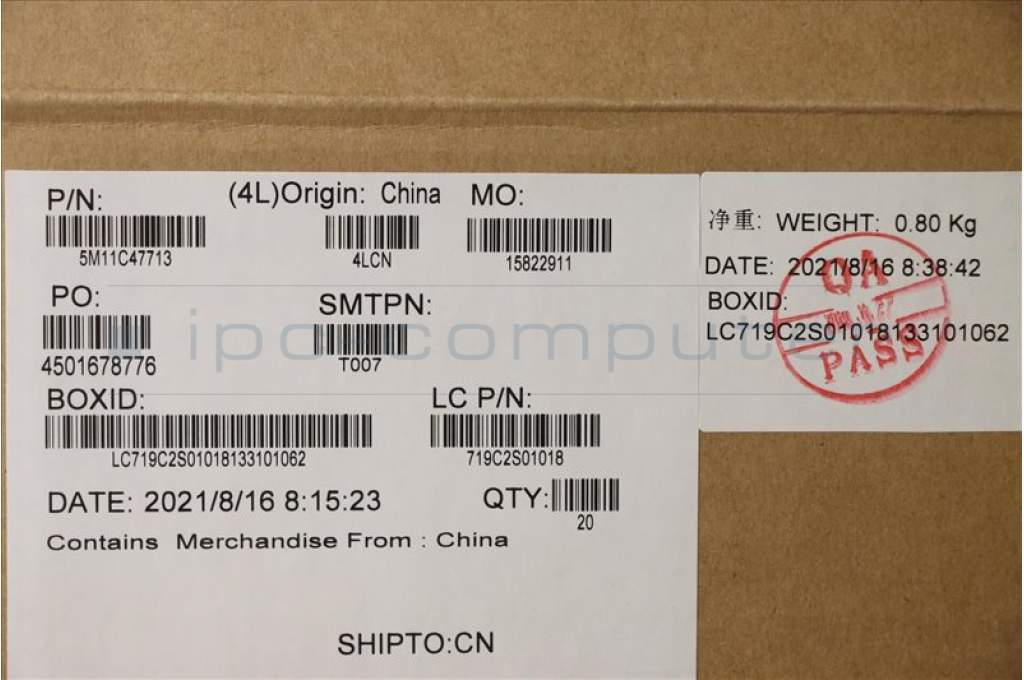 P/N: (4L)Origin: China MO:
5M11C47713 4LCN 15822911
PO: SMTPN:
4501678776 T007
BOXID: LC P/N:
LC719C2S01018133101062 719C2S01018
DATE: 2021/8/16 8:15:23 QTY:
20
Contains Merchandise From : China
SHIPTO:CN
净重: WEIGHT: 0.80 Kg
DATE: 2021/8/16 8:38:42
BOXID:
LC719C2S01018133101062
QA
PASS
ipccompute